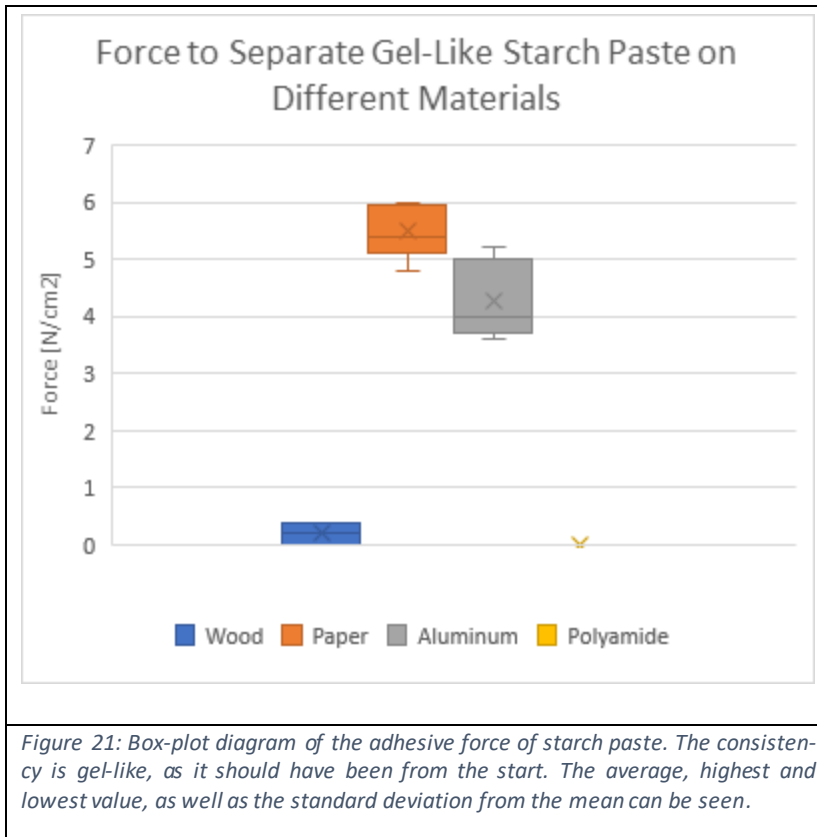 Force to Separate Gel-Like Starch Paste on
Different Materials
7
6
5
4
3
2
1
0
Force [N/cm2]
Wood Paper Aluminum Polyamide
Figure 21: Box-plot diagram of the adhesive force of starch paste. The consisten-
cy is gel-like, as it should have been from the start. The average, highest and
lowest value, as well as the standard deviation from the mean can be seen.